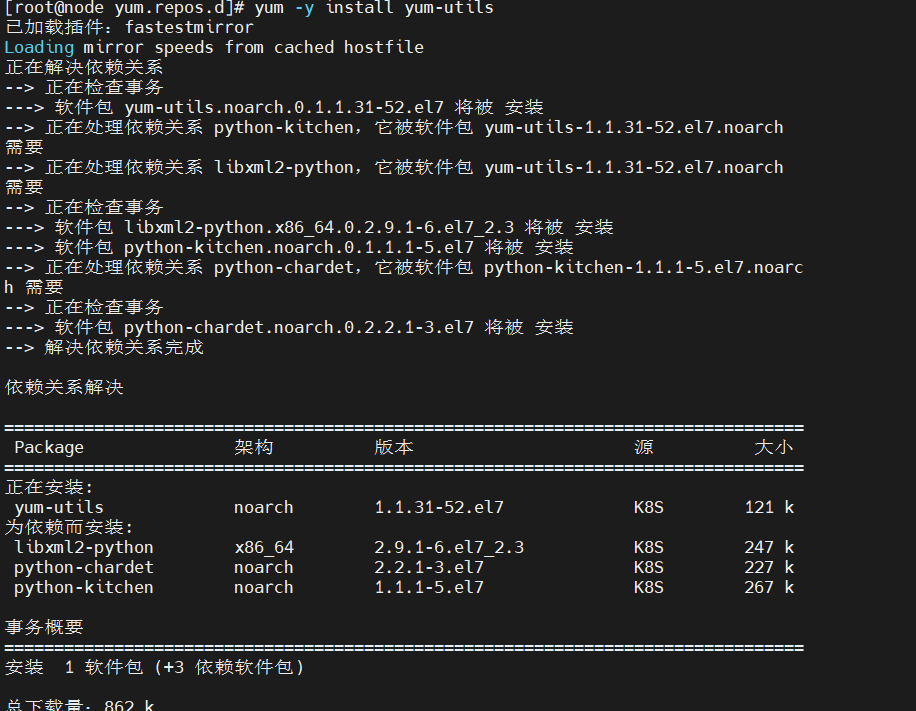 [root@node yum.repos.d]# yum -y install yum-utils
已加载插件：fastestmirror
Loading mirror speeds from cached hostfile
正在解决依赖关系
--> 正在检查事务
---> 软件包 yum-utils.noarch.0.1.1.31-52.el7 将被 安装
--> 正在处理依赖关系 python-kitchen，它被软件包 yum-utils-1.1.31-52.el7.noarch
需要
--> 正在处理依赖关系 libxml2-python，它被软件包 yum-utils-1.1.31-52.el7.noarch
需要
--> 正在检查事务
---> 软件包 libxml2-python.x86_64.0.2.9.1-6.el7_2.3 将被 安装
---> 软件包 python-kitchen.noarch.0.1.1.1-5.el7 将被 安装
--> 正在处理依赖关系 python-chardet，它被软件包 python-kitchen-1.1.1-5.el7.noarc
h 需要
--> 正在检查事务
---> 软件包 python-chardet.noarch.0.2.2.1-3.el7 将被 安装
--> 解决依赖关系完成
依赖关系解决
================================================================================
Package 架构 版本 源 大小
================================================================================
正在安装:
yum-utils noarch 1.1.31-52.el7 K8S 121 k
为依赖而安装:
libxml2-python x86_64 2.9.1-6.el7_2.3 K8S 247 k
python-chardet noarch 2.2.1-3.el7 K8S 227 k
python-kitchen noarch 1.1.1-5.el7 K8S 267 k
事务概要
================================================================================
安装 1 软件包 (+3 依赖软件包)
总下载量：862 k